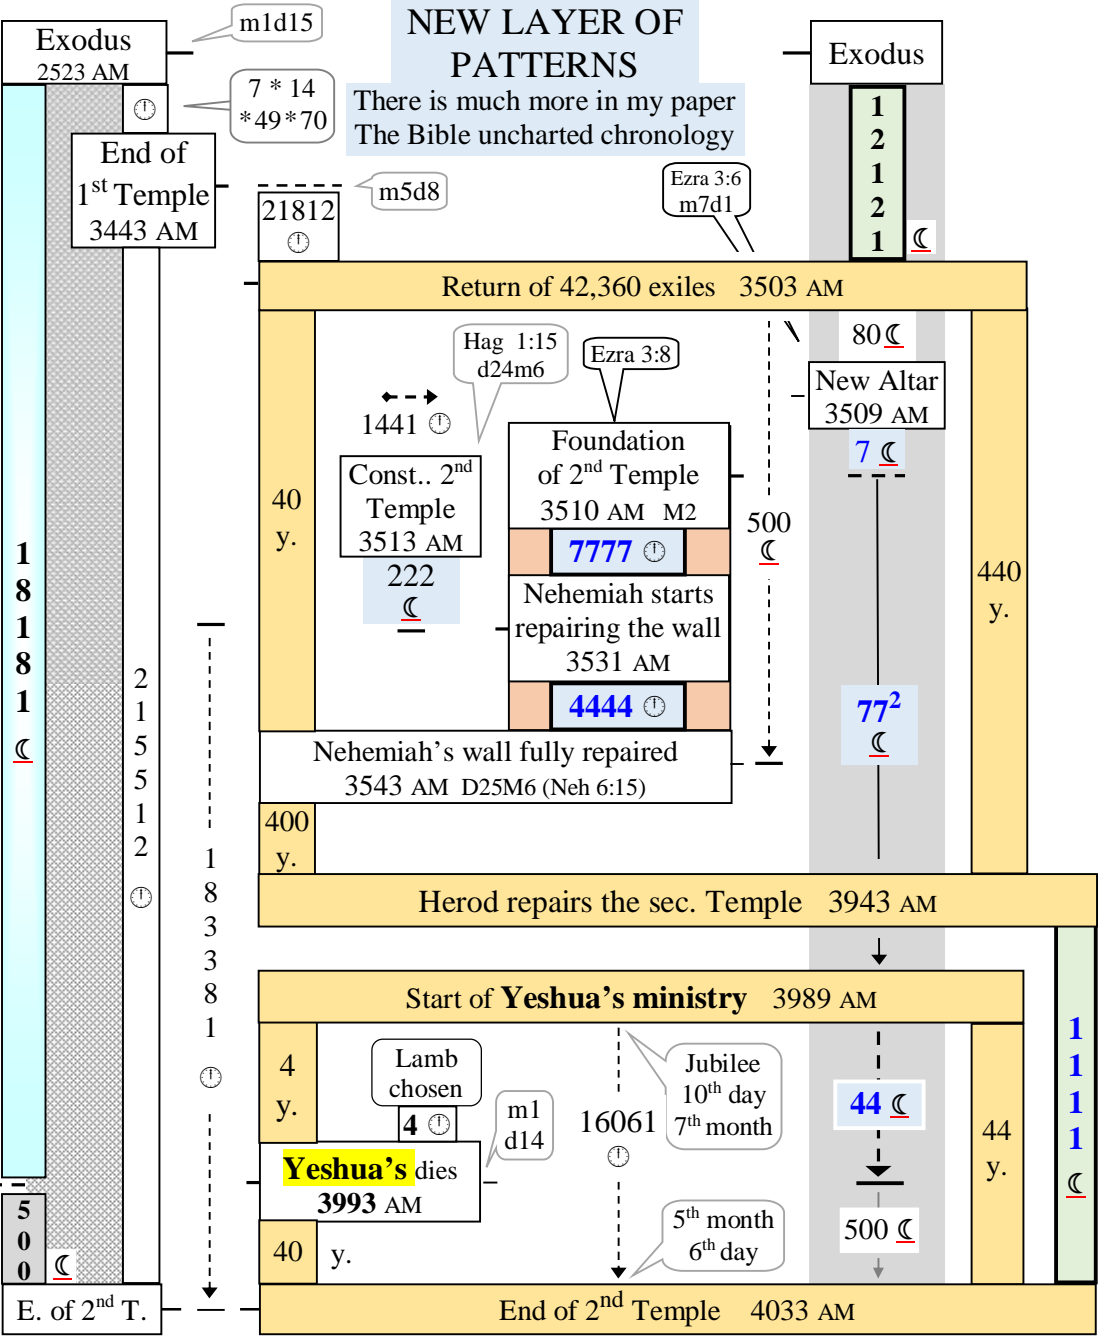 NEW LAYER OF
PATTERNS
There is much more in my paper
The Bible uncharted chronology
Exodus
2523 AM
m1d15
7 * 14
*49*70
End of
1st Temple
3443 AM
m5d8
21812
Ezra 3:6
m7d1
Exodus
1
2
1
2
1
☾
Return of 42,360 exiles 3503 AM
80☾
New Altar
3509 AM
7 ☾
Hag 1:15
d24m6
Ezra 3:8
1441
Const.. 2nd
Temple
3513 AM
222
☾
Foundation
of 2nd Temple
3510 AM M2
7777
Nehemiah starts
repairing the wall
3531 AM
4444
500
☾
40
y.
440
y.
1
8
1
8
1
☾
2
1
5
5
1
2
77²
☾
Nehemiah's wall fully repaired
3543 AM D25M6 (Neh 6:15)
400
y.
1
8
3
3
8
1
Herod repairs the sec. Temple 3943 AM
Start of Yeshua's ministry 3989 AM
4
y.
Lamb
chosen
4
m1
d14
Yeshua's dies
3993 AM
16061
Jubilee
10th day
7th month
44 ☾
44
y.
1
1
1
1
☾
5
0
0
☾
40 y.
5th month
6th day
500 ☾
E. of 2nd T.
End of 2nd Temple 4033 AM